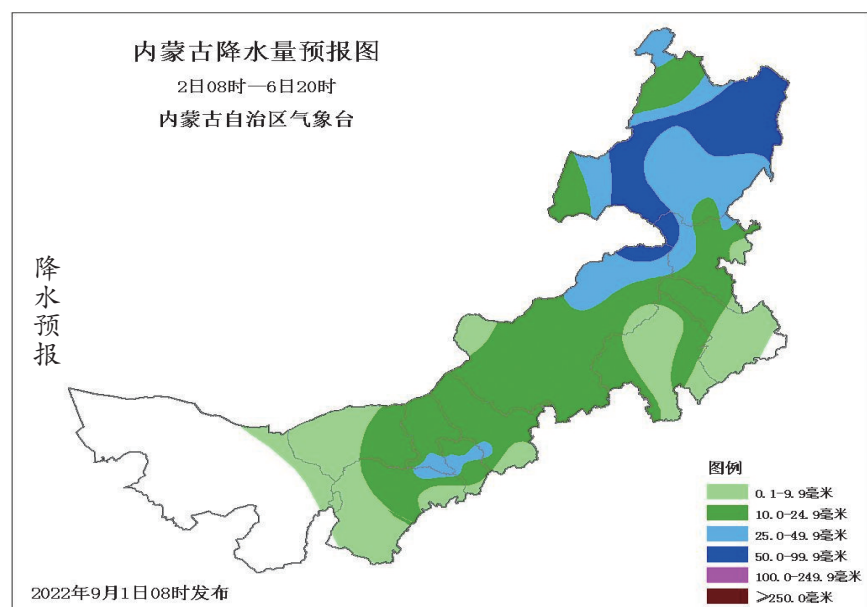 内蒙古降水量预报图
2日08时—6日20时
内蒙古自治区气象台
降水预报
图例
0.1-9.9毫米
10.0-24.9毫米
25.0-49.9毫米
50.0-99.9毫米
100.0-249.9毫米
≥250.0毫米
2022年9月1日08时发布